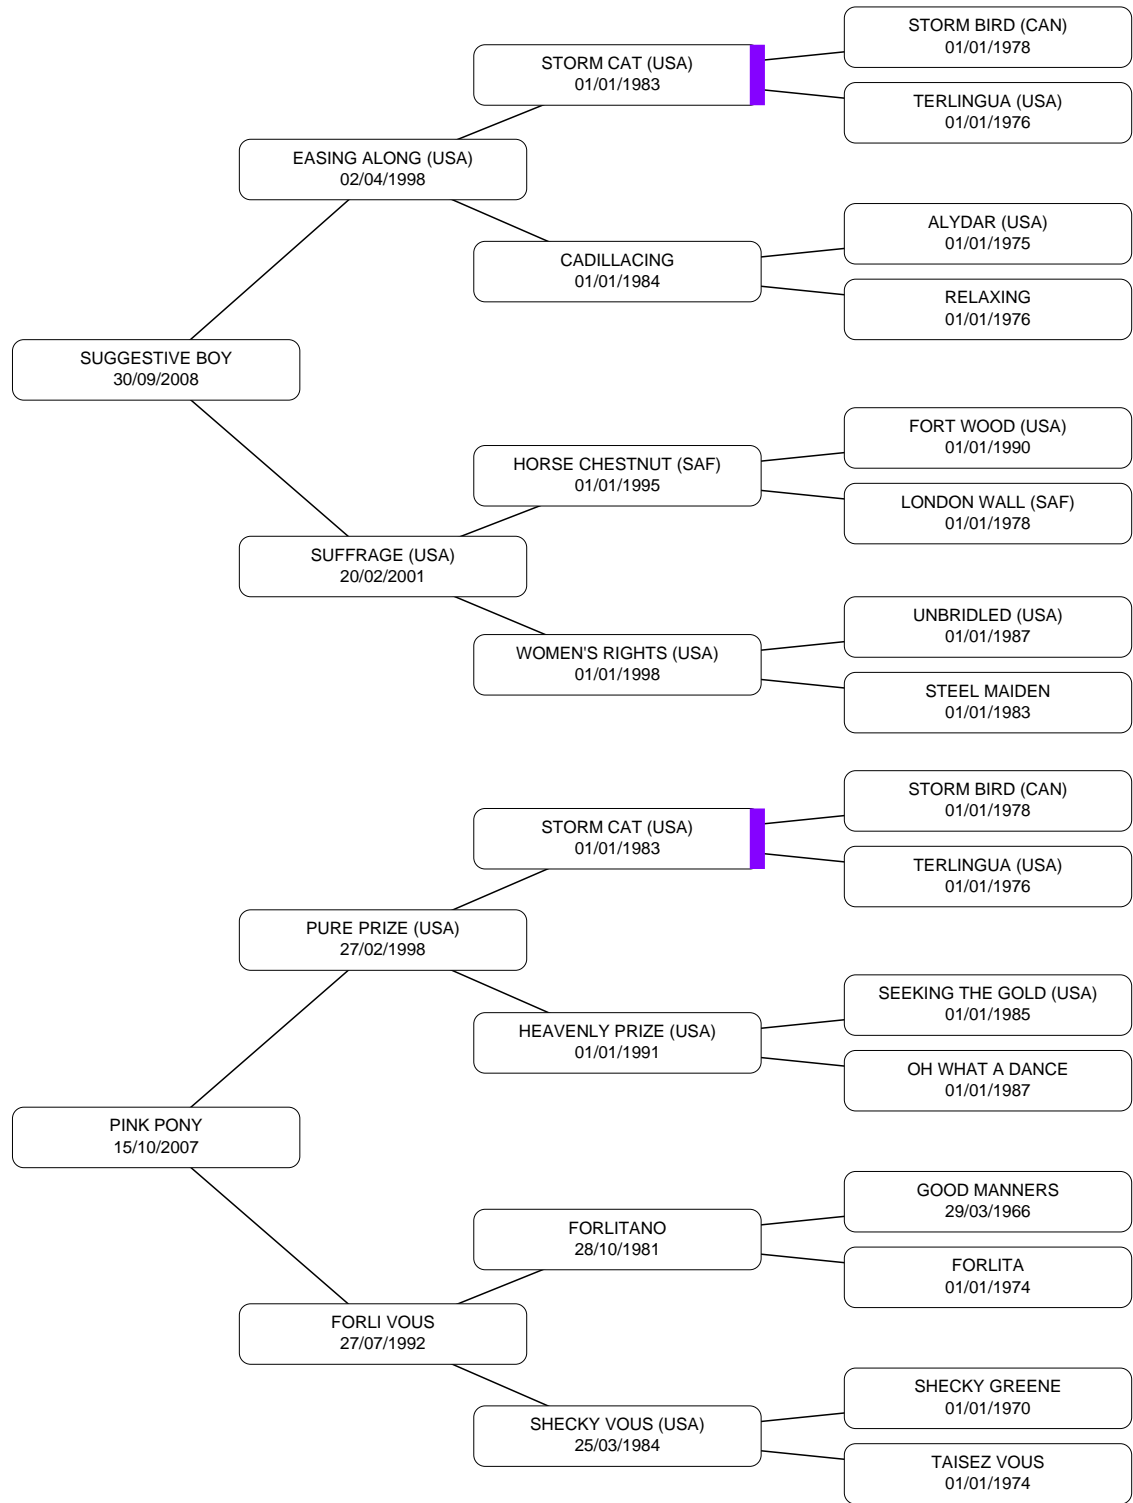 STORM BIRD (CAN)
01/01/1978
STORM CAT (USA)
01/01/1983
TERLINGUA (USA)
01/01/1976
EASING ALONG (USA)
02/04/1998
ALYDAR (USA)
01/01/1975
CADILLACING
01/01/1984
RELAXING
01/01/1976
SUGGESTIVE BOY
30/09/2008
FORT WOOD (USA)
01/01/1990
HORSE CHESTNUT (SAF)
01/01/1995
LONDON WALL (SAF)
01/01/1978
SUFFRAGE (USA)
20/02/2001
UNBRIDLED (USA)
01/01/1987
WOMEN'S RIGHTS (USA)
01/01/1998
STEEL MAIDEN
01/01/1983
STORM BIRD (CAN)
01/01/1978
STORM CAT (USA)
01/01/1983
TERLINGUA (USA)
01/01/1976
PURE PRIZE (USA)
27/02/1998
SEEKING THE GOLD (USA)
01/01/1985
HEAVENLY PRIZE (USA)
01/01/1991
OH WHAT A DANCE
01/01/1987
PINK PONY
15/10/2007
GOOD MANNERS
29/03/1966
FORLITANO
28/10/1981
FORLITA
01/01/1974
FORLI VOUS
27/07/1992
SHECKY GREENE
01/01/1970
SHECKY VOUS (USA)
25/03/1984
TAISEZ VOUS
01/01/1974